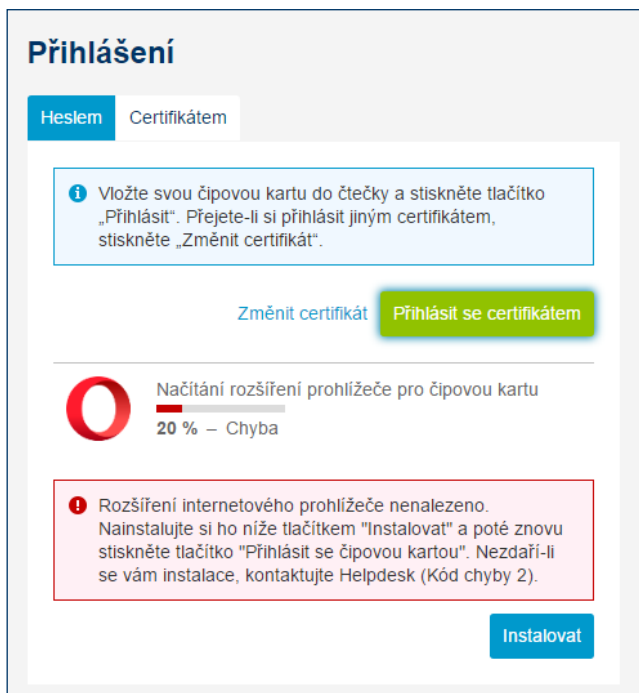 Přihlášení
Heslem
Certifikátem
Vložte svou čipovou kartu do čtečky a stiskněte tlačítko
„Přihlásit“. Přejete-li si přihlásit jiným certifikátem,
stiskněte „Změnit certifikát“.
Změnit certifikát
Přihlásit se certifikátem
Načítání rozšíření prohlížeče pro čipovou kartu
20 % – Chyba
Rozšíření internetového prohlížeče nenalezeno.
Nainstalujte si ho níže tlačítkem "Instalovat" a poté znovu
stiskněte tlačítko "Přihlásit se čipovou kartou". Nezdaří-li
se vám instalace, kontaktujte Helpdesk (Kód chyby 2).
Instalovat